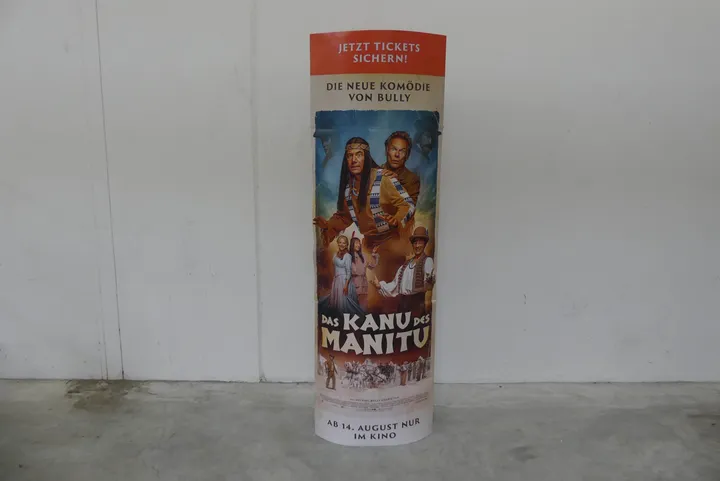 JETZT TICKETS
SICHERN!
DIE NEUE KOMÖDIE
VON BULLY
DAS KANU DES
MANITU
AB 14. AUGUST NUR
IM KINO